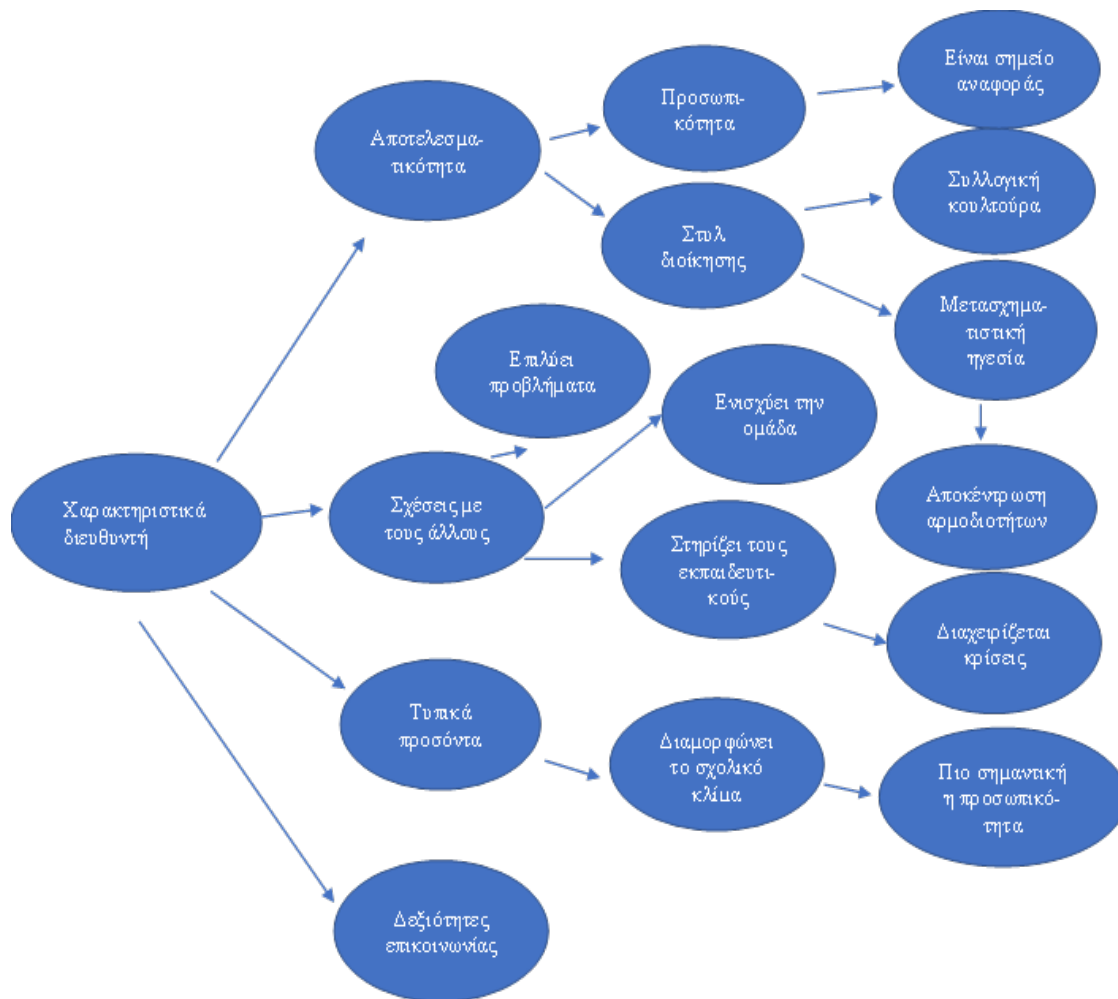 Είναι σημείο
αναφοράς
Προσωπι-
κότητα
Αποτελεσμα-
τικότητα
Συλλογική
κουλτούρα
Στυλ
διοίκησης
Μετασχημα-
τιστική
ηγεσία
Επιλύει
προβλήματα
Ενισχύει την
ομάδα
Χαρακτηριστικά
διευθυντή
Σχέσεις με
τους άλλους
Αποκέντρωση
αρμοδιοτήτων
Στηρίζει τους
εκπαιδευτι-
κούς
Διαχειρίζεται
κρίσεις
Τυπικά
προσόντα
Διαμορφώνει
το σχολικό
κλίμα
Πιο σημαντική
η προσωπικό-
τητα
Δεξιότητες
επικοινωνίας